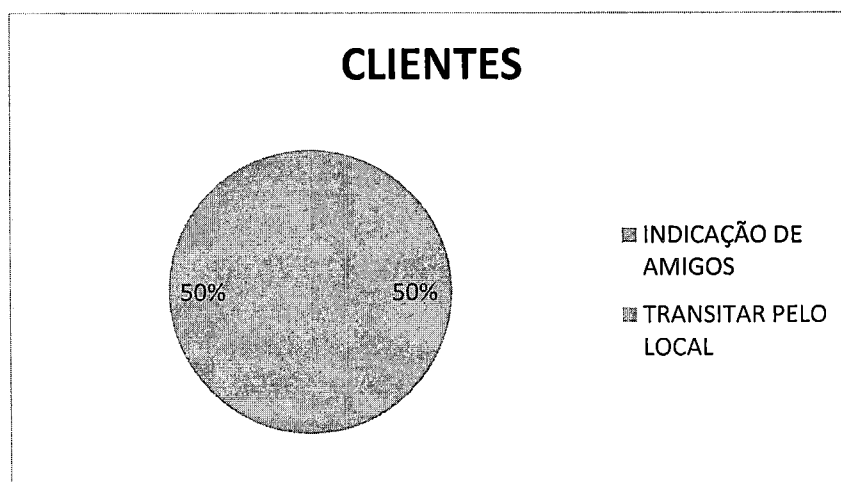 CLIENTES
50%
50%
INDICAÇÃO DE
AMIGOS
TRANSITAR PELO
LOCAL